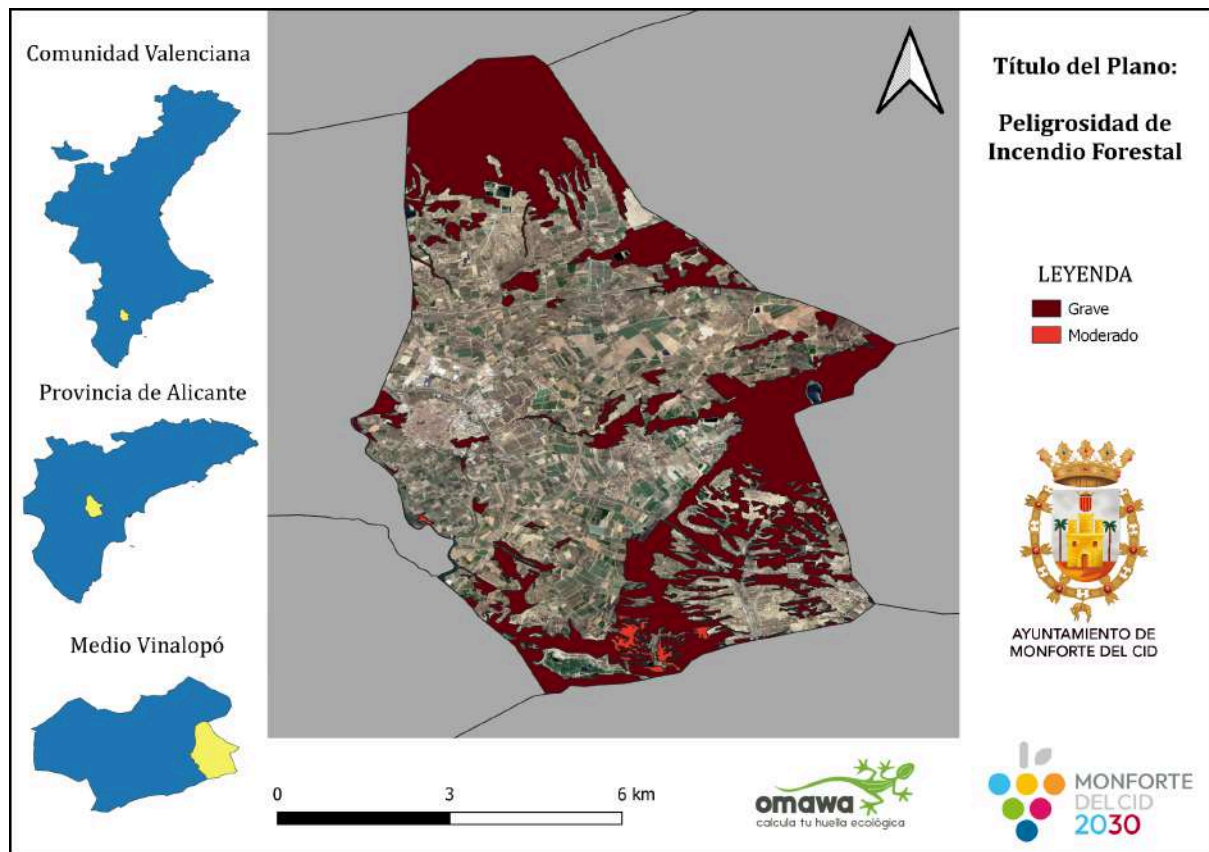 Comunidad Valenciana
Provincia de Alicante
Medio Vinalopó
0 3 6 km
omawa
calcula tu huella ecológica
Título del Plano:
Peligrosidad de
Incendio Forestal
LEYENDA
Grave
Moderado
AYUNTAMIENTO DE
MONFORTE DEL CID
MONFORTE
DEL CID
2030